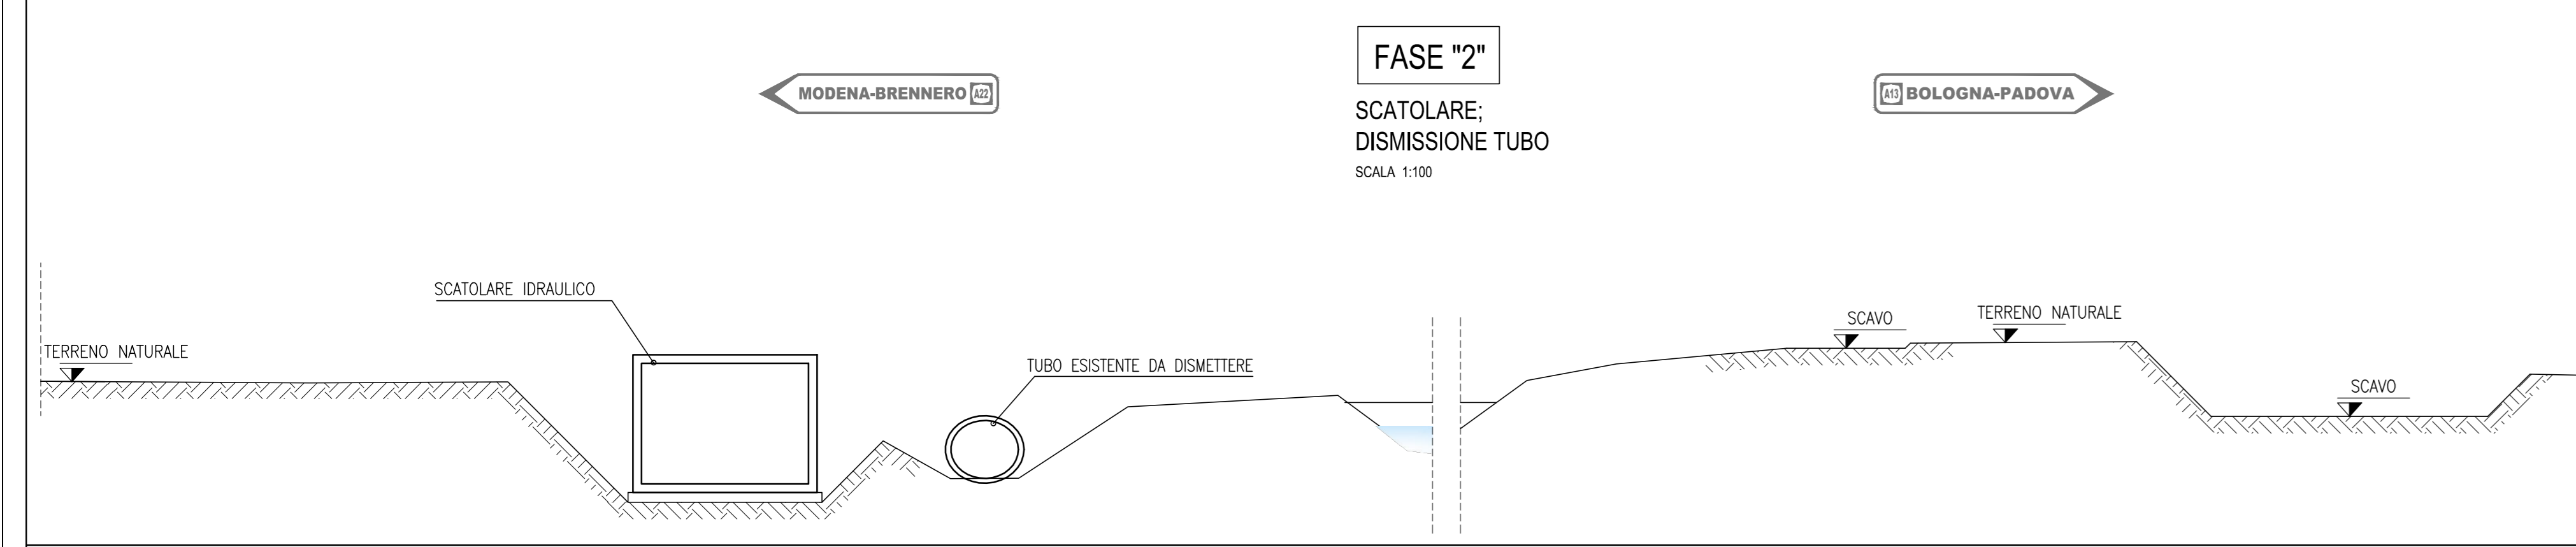 FASE "2"
MODENA-BRENNERO A22
A13 BOLOGNA-PADOVA
SCATOLARE;
DISMISSIONE TUBO
SCALA 1:100
SCATOLARE IDRAULICO
SCAVO
TERRENO NATURALE
TERRENO NATURALE
TUBO ESISTENTE DA DISMETTERE
SCAVO